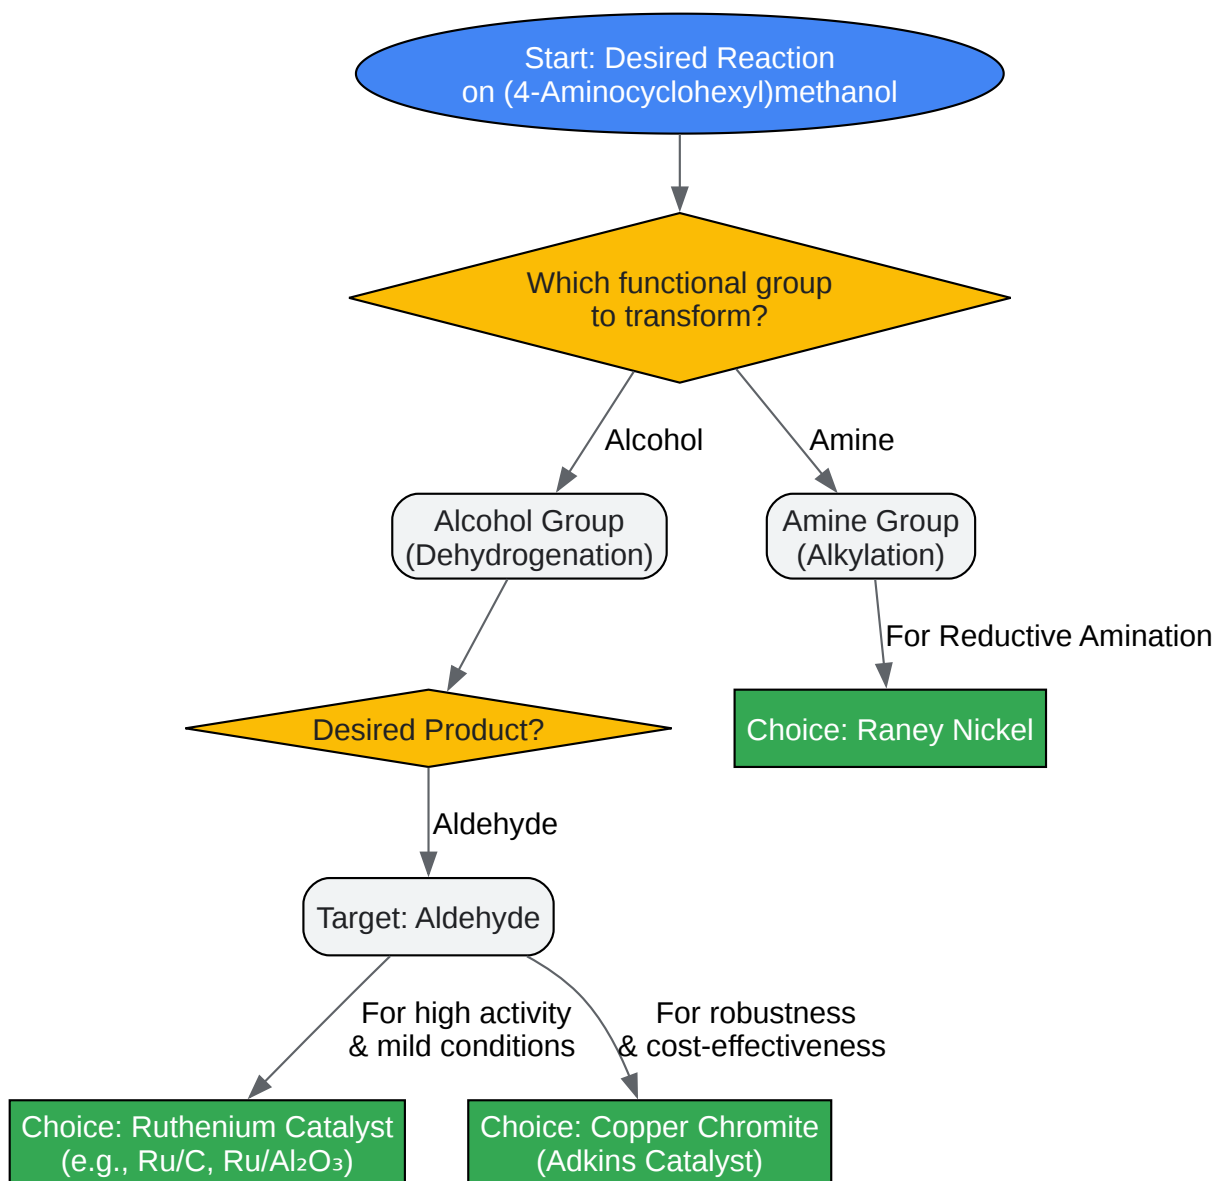 Start: Desired Reaction
on (4-Aminocyclohexyl)methanol
Which functional group
to transform?
Alcohol
Amine
Alcohol Group
(Dehydrogenation)
Amine Group
(Alkylation)
For Reductive Amination
Desired Product?
Choice: Raney Nickel
Aldehyde
Target: Aldehyde
For high activity
& mild conditions
For robustness
& cost-effectiveness
Choice: Ruthenium Catalyst
(e.g., Ru/C, Ru/Al₂O₃)
Choice: Copper Chromite
(Adkins Catalyst)